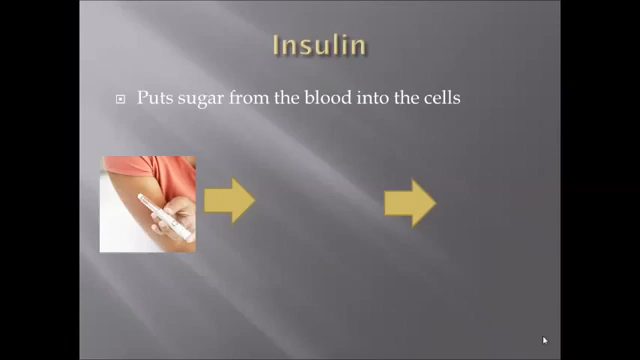 Insulin
Puts sugar from the blood into the cells